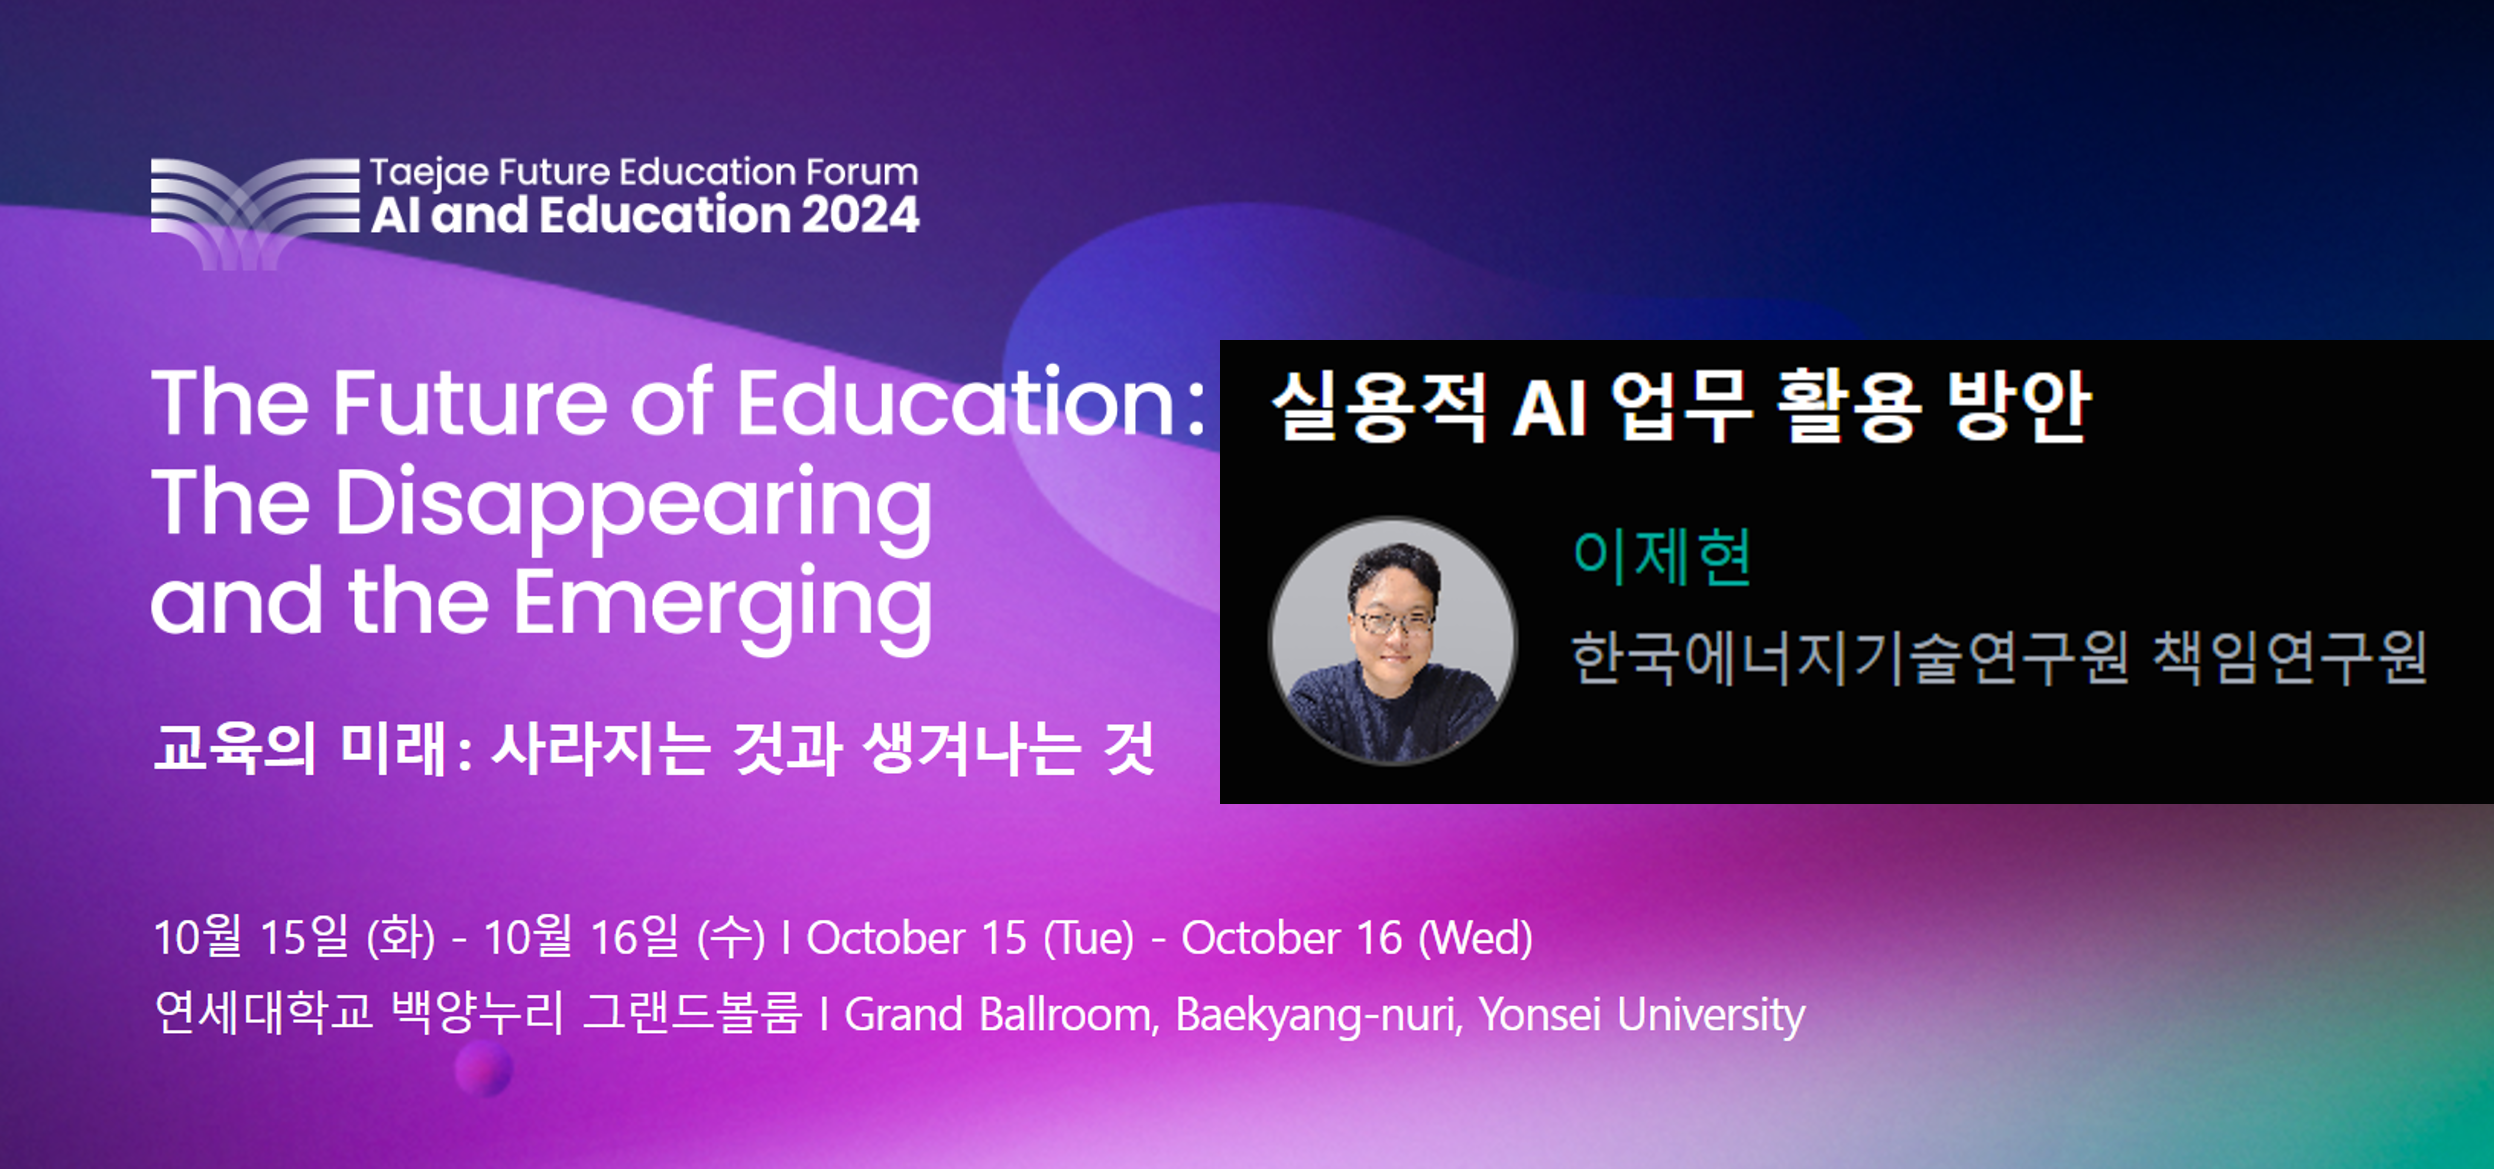 Taejae Future Education Forum
AI and Education 2024
The Future of Education:
The Disappearing
and the Emerging
교육의 미래: 사라지는 것과 생겨나는 것
실용적 AI 업무 활용 방안
이제현
한국에너지기술연구원 책임연구원
10월 15일 (화) - 10월 16일 (수) I October 15 (Tue) - October 16 (Wed)
연세대학교 백양누리 그랜드볼룸 I Grand Ballroom, Baekyang-nuri, Yonsei University